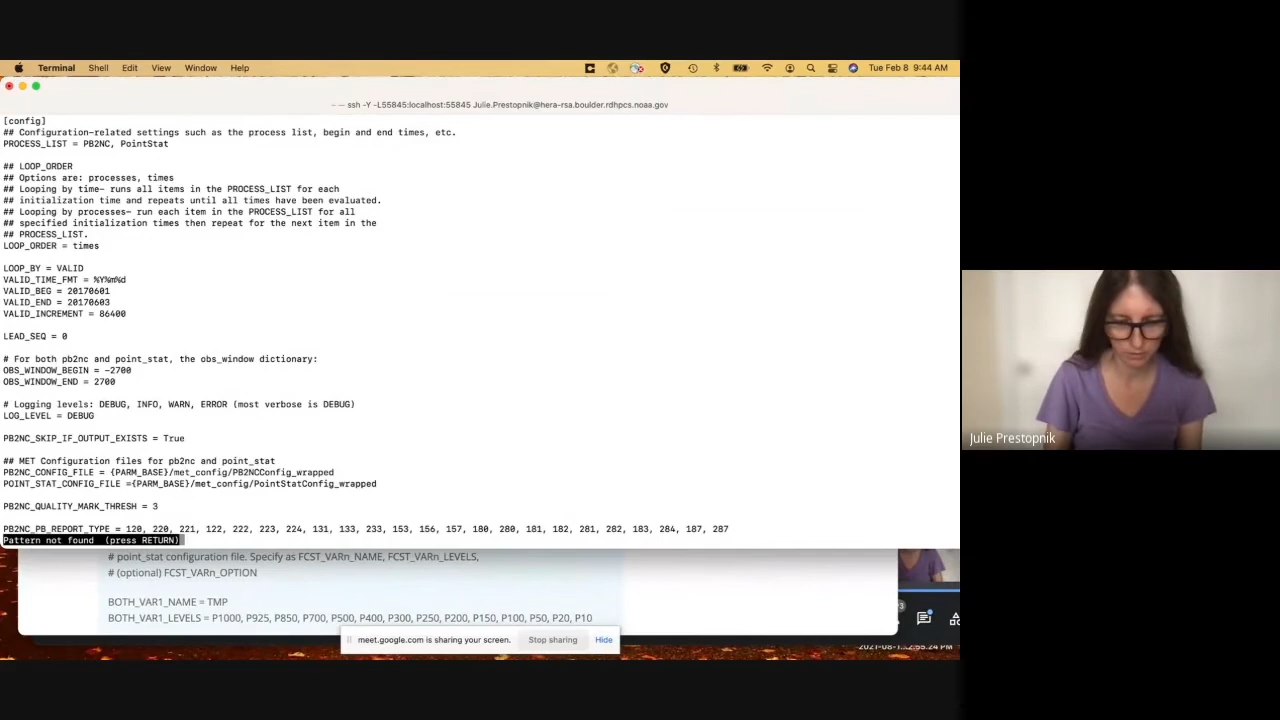 Terminal Shell Edit View Window Help
Tue Feb 8 9:44 AM
ssh -Y -L55845:localhost:55845 Julie.Prestopnik@hera-rsa.boulder.rdhpcs.noaa.gov
[config]
## Configuration-related settings such as the process list, begin and end times, etc.
PROCESS_LIST = PB2NC, PointStat
## LOOP_ORDER
## Options are: processes, times
## Looping by time- runs all items in the PROCESS_LIST for each
## initialization time and repeats until all times have been evaluated.
## Looping by processes- run each item in the PROCESS_LIST for all
## specified initialization times then repeat for the next item in the
## PROCESS_LIST.
LOOP_ORDER = times
LOOP_BY = VALID
VALID_TIME_FMT = %Y%m%d
VALID_BEG = 20170601
VALID_END = 20170603
VALID_INCREMENT = 86400
LEAD_SEQ = 0
# For both pb2nc and point_stat, the obs_window dictionary:
OBS_WINDOW_BEGIN = -2700
OBS_WINDOW_END = 2700
# Logging levels: DEBUG, INFO, WARN, ERROR (most verbose is DEBUG)
LOG_LEVEL = DEBUG
PB2NC_SKIP_IF_OUTPUT_EXISTS = True
## MET Configuration files for pb2nc and point_stat
PB2NC_CONFIG_FILE = {PARM_BASE}/met_config/PB2NCConfig_wrapped
POINT_STAT_CONFIG_FILE ={PARM_BASE}/met_config/PointStatConfig_wrapped
PB2NC_QUALITY_MARK_THRESH = 3
PB2NC_PB_REPORT_TYPE = 120, 220, 221, 122, 222, 223, 224, 131, 133, 233, 153, 156, 157, 180, 280, 181, 182, 281, 282, 183, 284, 187, 287
Pattern not found (press RETURN)
# point_stat configuration file. Specify as FCST_VARn_NAME, FCST_VARn_LEVELS,
# (optional) FCST_VARn_OPTION
BOTH_VAR1_NAME = TMP
BOTH_VAR1_LEVELS = P1000, P925, P850, P700, P500, P400, P300, P250, P200, P150, P100, P50, P20, P10
meet.google.com is sharing your screen. Stop sharing Hide
Julie Prestopnik